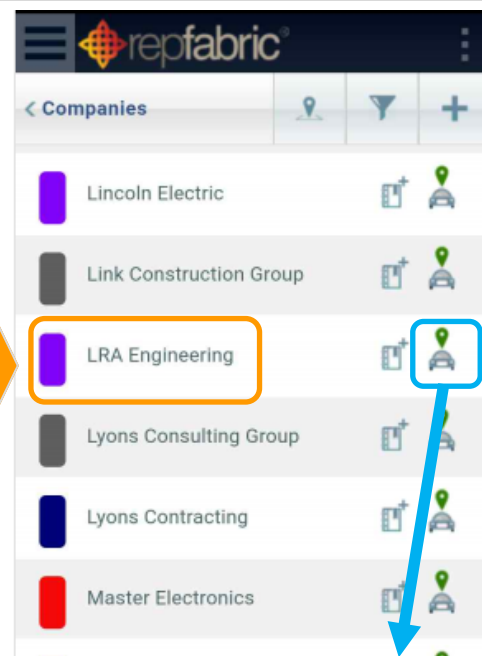 repfabric®
< Companies
Lincoln Electric
Link Construction Group
LRA Engineering
Lyons Consulting Group
Lyons Contracting
Master Electronics